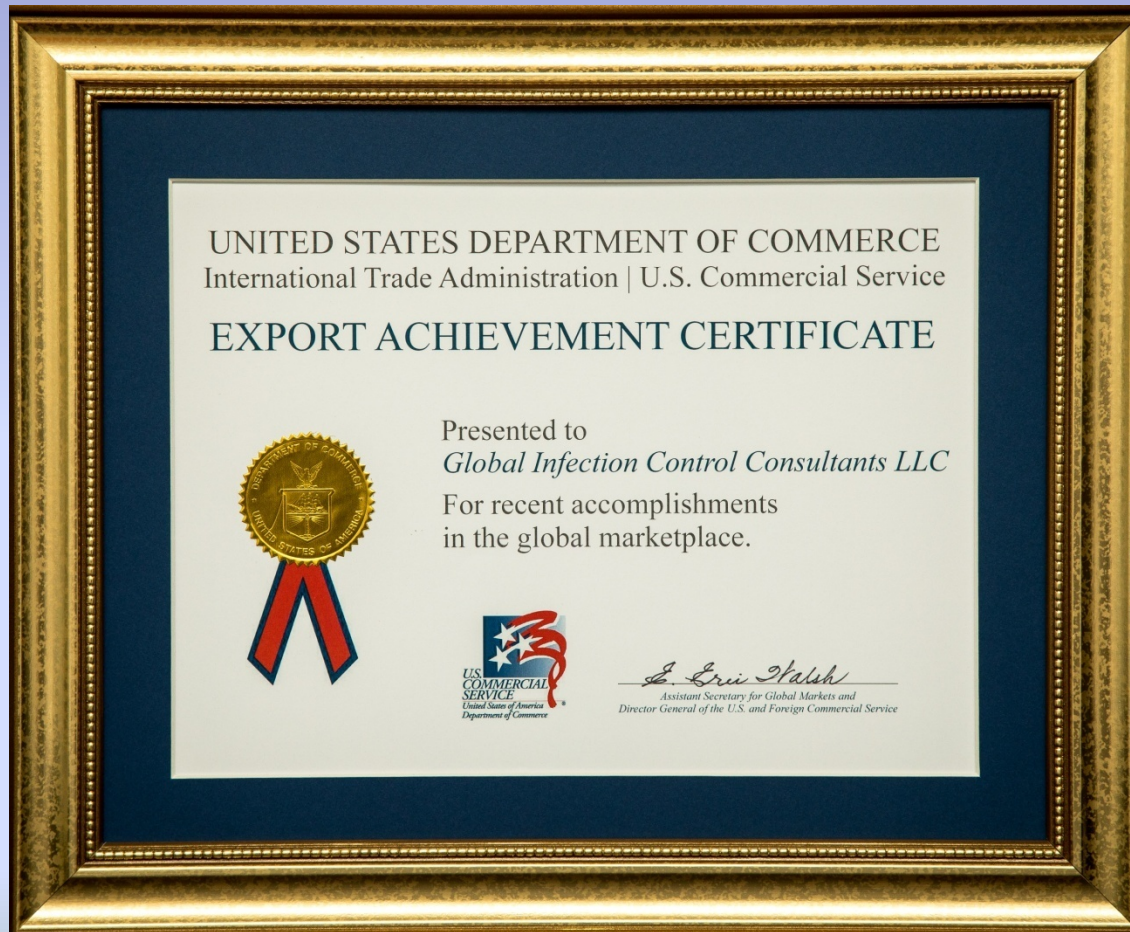 UNITED STATES DEPARTMENT OF COMMERCE
International Trade Administration | U.S. Commercial Service
EXPORT ACHIEVEMENT CERTIFICATE
DEPARTMENT OF COMMERCE
UNITED STATES OF AMERICA
Presented to
Global Infection Control Consultants LLC
For recent accomplishments
in the global marketplace.
U.S.
COMMERCIAL
SERVICE
United States of America
Department of Commerce
®
Walsh
Assistant Secretary for Global Markets and
Director General of the U.S. and Foreign Commercial Service